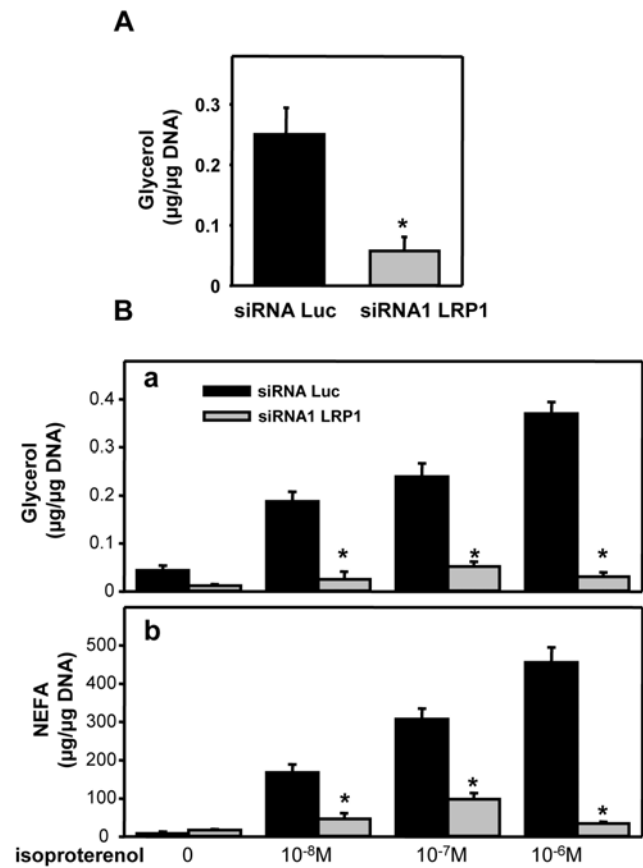 A
Glycerol
(µg/µg DNA)
0.3
0.2
0.1
0
*
siRNA Luc siRNA1 LRP1
B
a
siRNA Luc
siRNA1 LRP1
Glycerol
(µg/µg DNA)
0.4
0.3
0.2
0.1
0
* * *
b
NEFA
(µg/µg DNA)
500
400
300
200
100
0
* * *
isoproterenol 0 10⁻⁸M 10⁻⁷M 10⁻⁶M